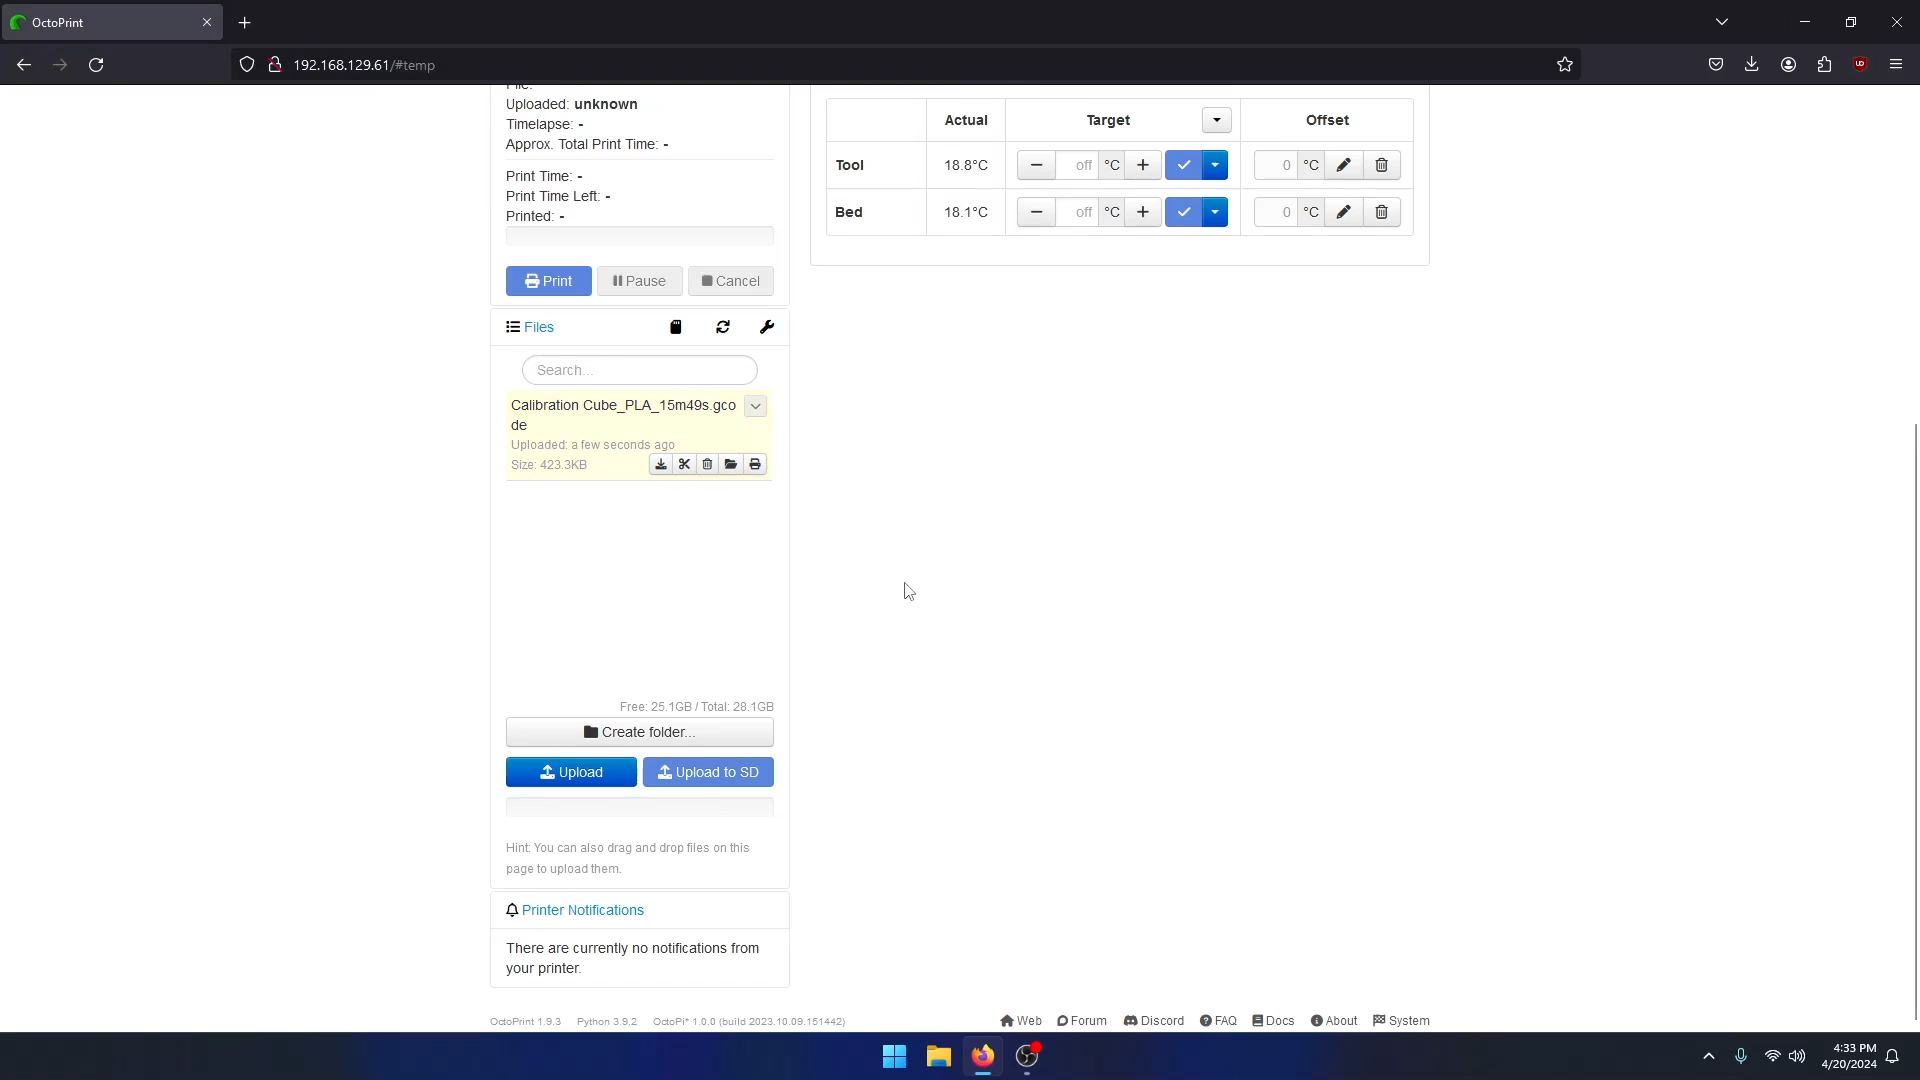 OctoPrint
192.168.129.61/#temp
File:
Uploaded: unknown
Timelapse: -
Approx. Total Print Time: -
Print Time: -
Print Time Left: -
Printed: -
Print Pause Cancel
Actual Target Offset
Tool 18.8°C off °C 0 °C
Bed 18.1°C off °C 0 °C
Files
Search...
Calibration Cube_PLA_15m49s.gco
de
Uploaded: a few seconds ago
Size: 423.3KB
Free: 25.1GB / Total: 28.1GB
Create folder...
Upload Upload to SD
Hint: You can also drag and drop files on this
page to upload them.
Printer Notifications
There are currently no notifications from
your printer.
OctoPrint 1.9.3 Python 3.9.2 OctoPi* 1.0.0 (build 2023.10.09.151442)
Web Forum Discord FAQ Docs About System
4:33 PM
4/20/2024